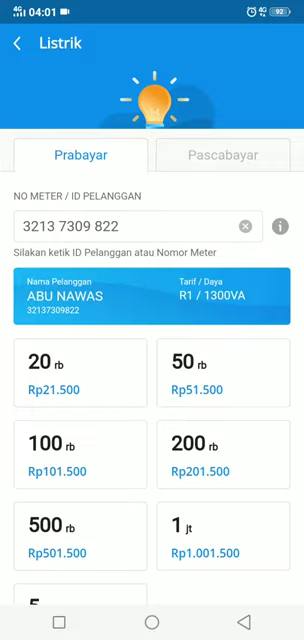 4G 04:01 4G 92
Listrik
Prabayar Pascabayar
NO METER / ID PELANGGAN
3213 7309 822
Silakan ketik ID Pelanggan atau Nomor Meter
Nama Pelanggan Tarif / Daya
ABU NAWAS R1 / 1300VA
32137309822
20 rb 50 rb
Rp21.500 Rp51.500
100 rb 200 rb
Rp101.500 Rp201.500
500 rb 1 jt
Rp501.500 Rp1.001.500